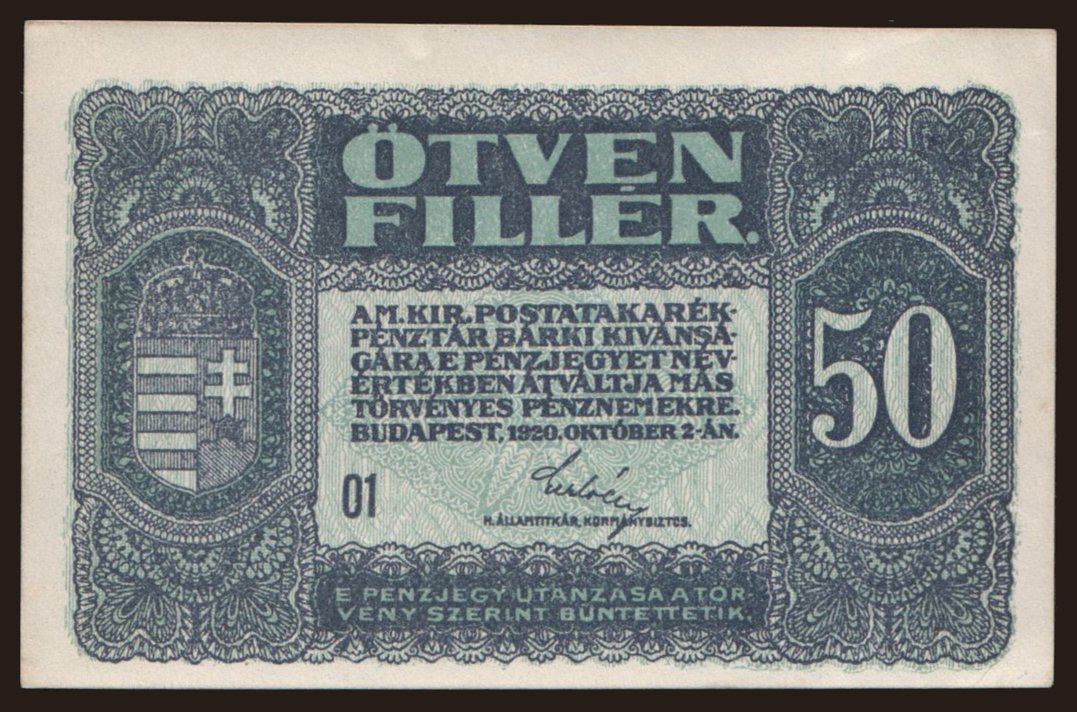 ÖTVEN
FILLÉR.
A M. KIR. POSTATAKARÉK-
PÉNZTÁR BÁRKI KIVÁNSÁ-
GÁRA E PÉNZJEGYET NÉV-
ÉRTÉKBEN ÁTVÁLTJA MÁS
TÖRVÉNYES PÉNZNEMEKRE.
BUDAPEST, 1920. OKTÓBER 2-ÁN.
50
01
H. ÁLLAMTITKÁR, KORMÁNYBIZTOS.
E PÉNZJEGY UTÁNZÁSA A TÖR-
VÉNY SZERINT BÜNTETTETIK.